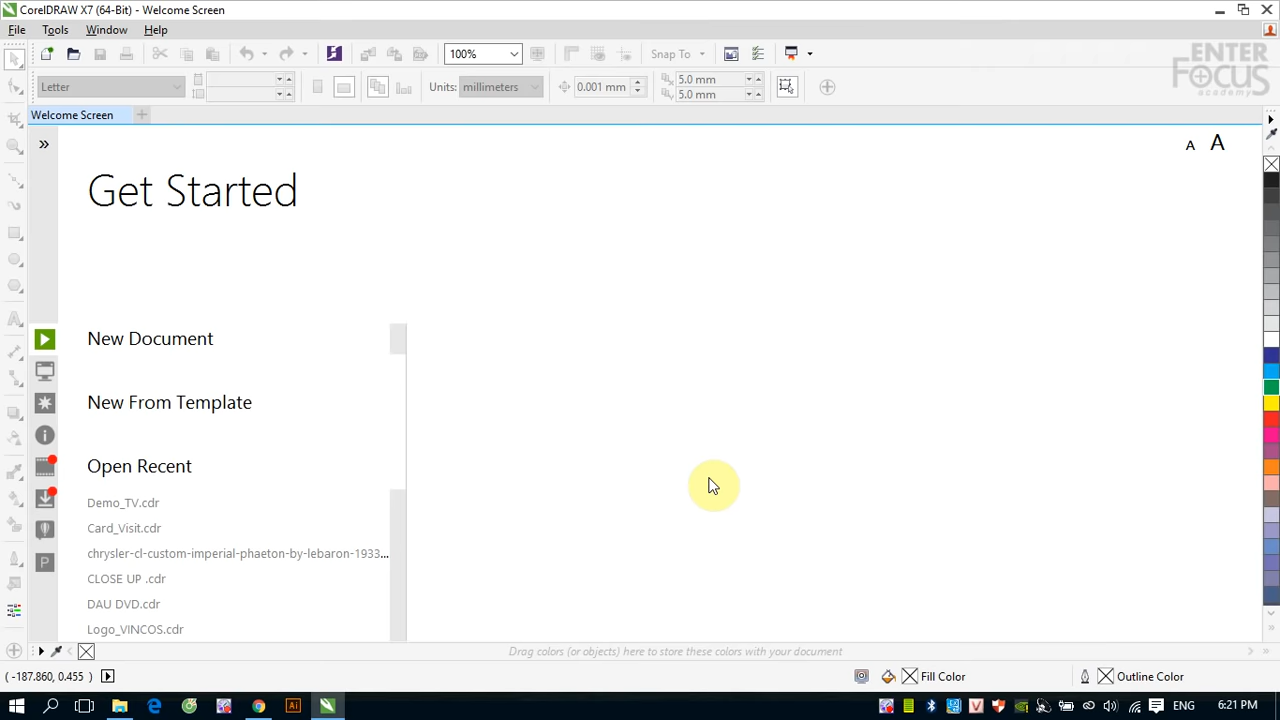 CorelDRAW X7 (64-Bit) - Welcome Screen
File Tools Window Help
100% Snap To
ENTER
FOCUS
academy
Letter Units: millimeters 0.001 mm 5.0 mm
5.0 mm
Welcome Screen
A A
Get Started
New Document
New From Template
Open Recent
Demo_TV.cdr
Card_Visit.cdr
chrysler-cl-custom-imperial-phaeton-by-lebaron-1933...
CLOSE UP .cdr
DAU DVD.cdr
Logo_VINCOS.cdr
Drag colors (or objects) here to store these colors with your document
(-187.860, 0.455) Fill Color Outline Color
ENG 6:21 PM